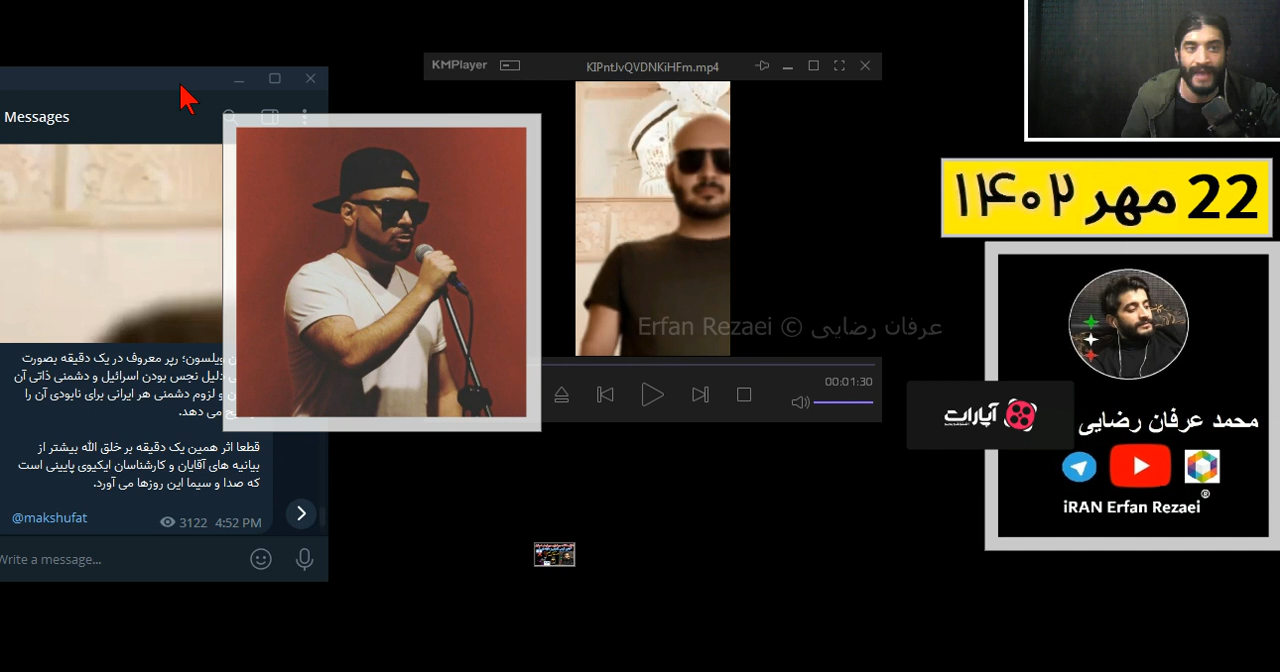 KMPlayer
KIPntJvQVDNKiHFm.mp4
Messages
22 مهر ۱۴۰۲
Erfan Rezaei © عرفان رضایی
00:01:30
ویلسون؛ رپر معروف در یک دقیقه بصورت
دلیل نجس بودن اسرائیل و دشمنی ذاتی آن
و لزوم دشمنی هر ایرانی برای نابودی آن را
می دهد.
قطعا اثر همین یک دقیقه بر خلق الله بیشتر از
بیانیه های آقایان و کارشناسان ایکیوی پایینی است
که صدا و سیما این روزها می آورد.
@makshufat
3122 4:52 PM
Write a message...
آپارات
محمد عرفان رضایی
iRAN Erfan Rezaei®